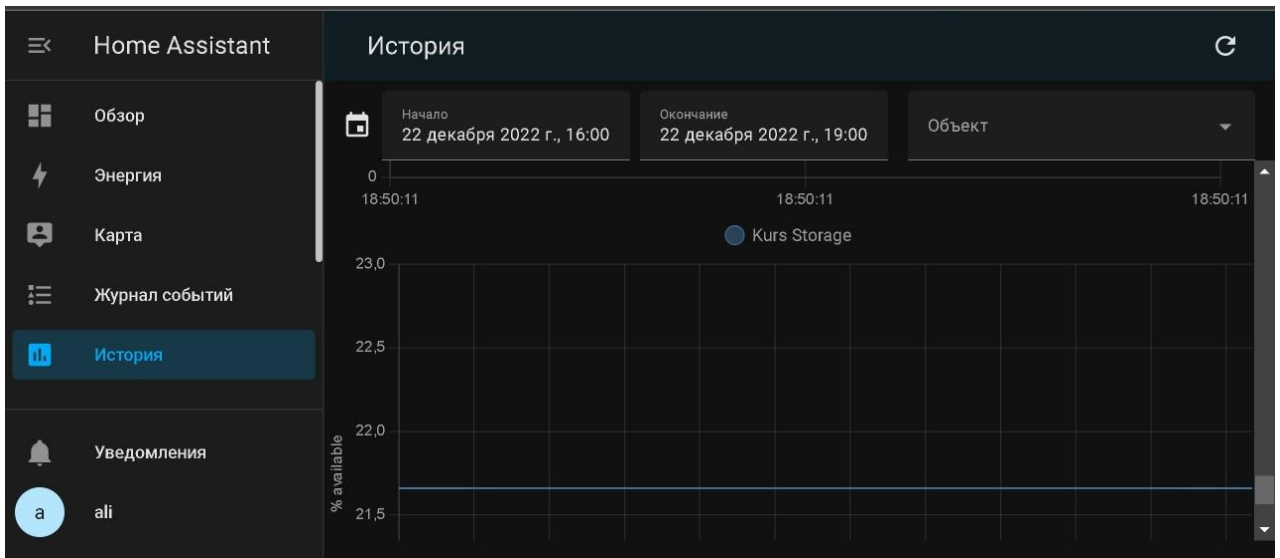 Home Assistant
Обзор
Энергия
Карта
Журнал событий
История
Уведомления
a
ali
История
Начало
22 декабря 2022 г., 16:00
Окончание
22 декабря 2022 г., 19:00
Объект
0
18:50:11 18:50:11 18:50:11
Kurs Storage
23,0
22,5
22,0
21,5
% available